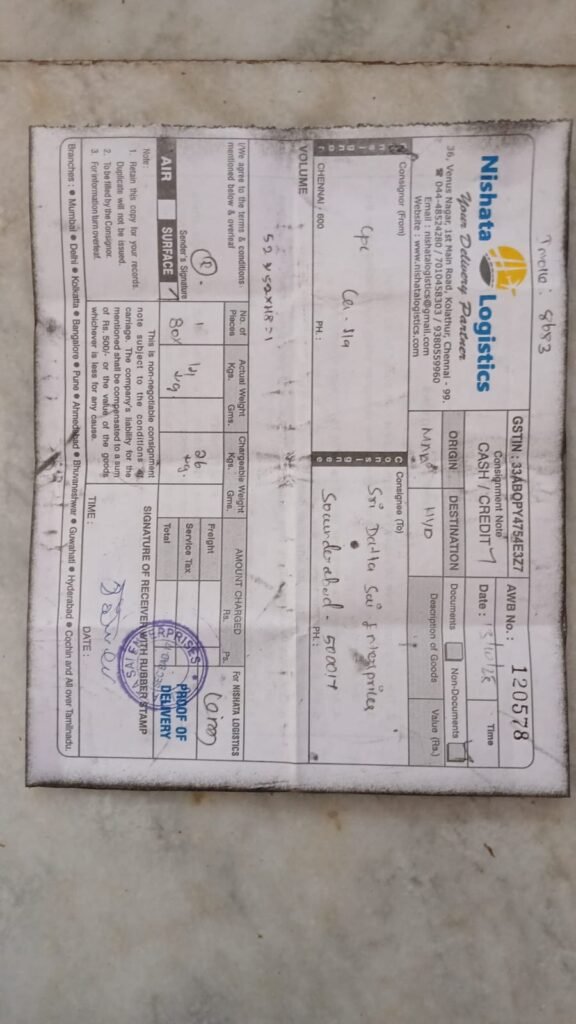 8683
Nishata Logistics
Your Delivery Partner
36, Venus Nagar, 1st Main Road, Kolathur, Chennai - 99.
☎ 044-48524280 / 7010458303 / 9380559960
Email : nishatalogistics@gmail.com
Website : www.nishatalogistics.com
GSTIN : 33ABQPY4754E3Z7
AWB No.: 120578
Consignment Note
CASH / CREDIT
Date :
Time
ORIGIN
DESTINATION
HYD
Documents
Non-Documents
Description of Goods
Value (Rs.)
Consignor (From)
Consignor
CHENNAI / 600
PH. :
Consignee (To)
Consignee
Sri Datta Sai Enterprises
PH. :
VOLUME
I/We agree to the terms & conditions:
mentioned below & overleaf
Sender's Signature
AIR
SURFACE
No. of Pieces
1
Box
Actual Weight
Kgs.
Gms.
Chargeable Weight
Kgs.
Gms.
26
kg.
AMOUNT CHARGED
Rs.
Ps.
Freight
Service Tax
Total
For NISHATA LOGISTICS
PROOF OF
DELIVERY
Note :
1. Retain this copy for your records.
Duplicate will not be issued.
2. To be filled by the Consignor.
3. For information turn overleaf.
This is non-negotiable consignment
note subject to the conditions of
carriage. The company's liability for the
mentioned shall be compensated to a sum
of Rs. 500/- or the value of the goods
whichever is less for any cause.
SIGNATURE OF RECEIVER WITH RUBBER STAMP
TIME :
DATE :
Branches : ● Mumbai ● Delhi ● Kolkatta ● Bangalore ● Pune ● Ahmedabad ● Bhuvaneshwar ● Guwahati ● Hyderabad ● Cochin and All over Tamilnadu.